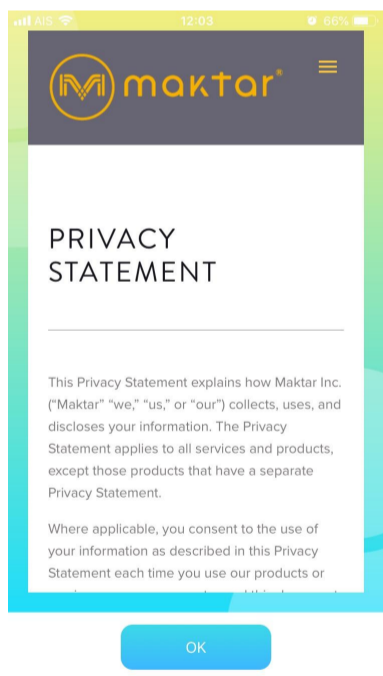 AIS 12:03 66%
maktar®
PRIVACY
STATEMENT
This Privacy Statement explains how Maktar Inc.
(“Maktar” “we,” “us,” or “our”) collects, uses, and
discloses your information. The Privacy
Statement applies to all services and products,
except those products that have a separate
Privacy Statement.
Where applicable, you consent to the use of
your information as described in this Privacy
Statement each time you use our products or
OK